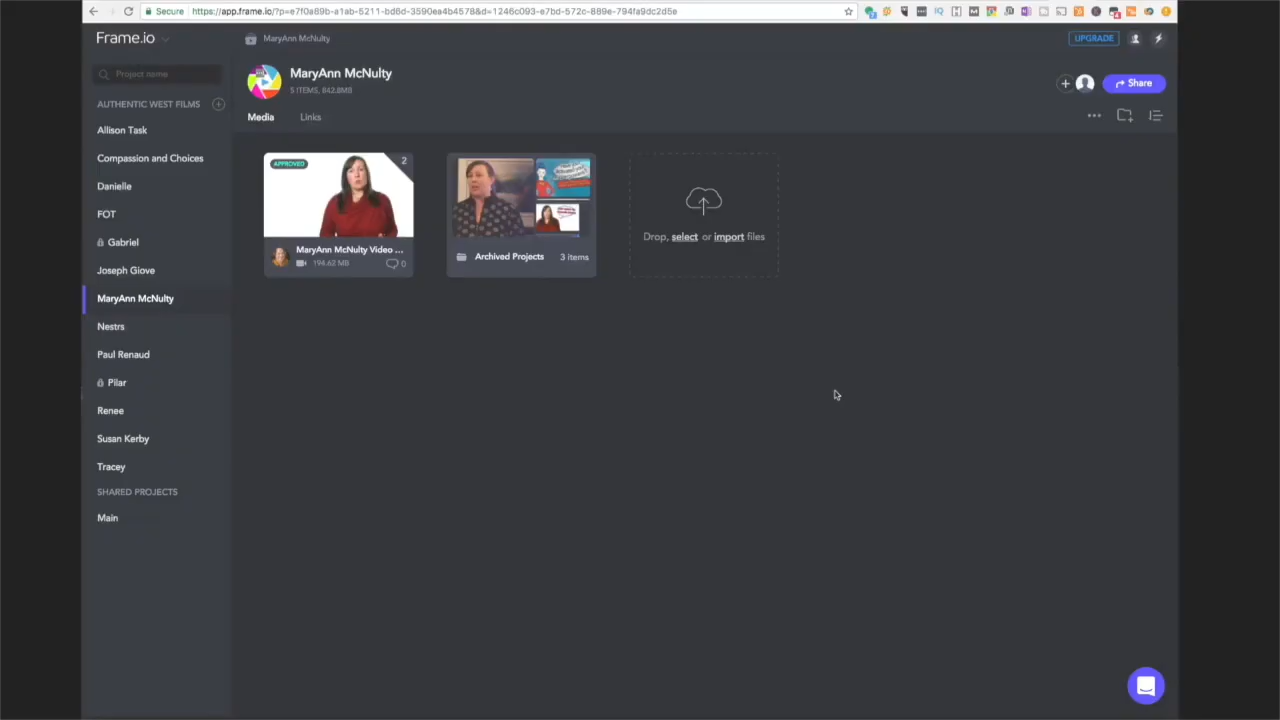 Secure
https://app.frame.io/?p=e7f0a69b-a1ab-5211-bd6d-3590ea4b4578&d=1246c093-e7bd-572c-889e-794fa9dc2d5e
Frame.io
MaryAnn McNulty
UPGRADE
Project name
MaryAnn McNulty
5 ITEMS, 842.8MB
Share
AUTHENTIC WEST FILMS
Media
Links
Allison Task
Compassion and Choices
Danielle
FOT
Gabriel
Joseph Giove
MaryAnn McNulty
Nestrs
Paul Renaud
Pilar
Renee
Susan Kerby
Tracey
SHARED PROJECTS
Main
APPROVED
2
MaryAnn McNulty Video ...
194.62 MB
0
Archived Projects
3 items
Drop, select or import files